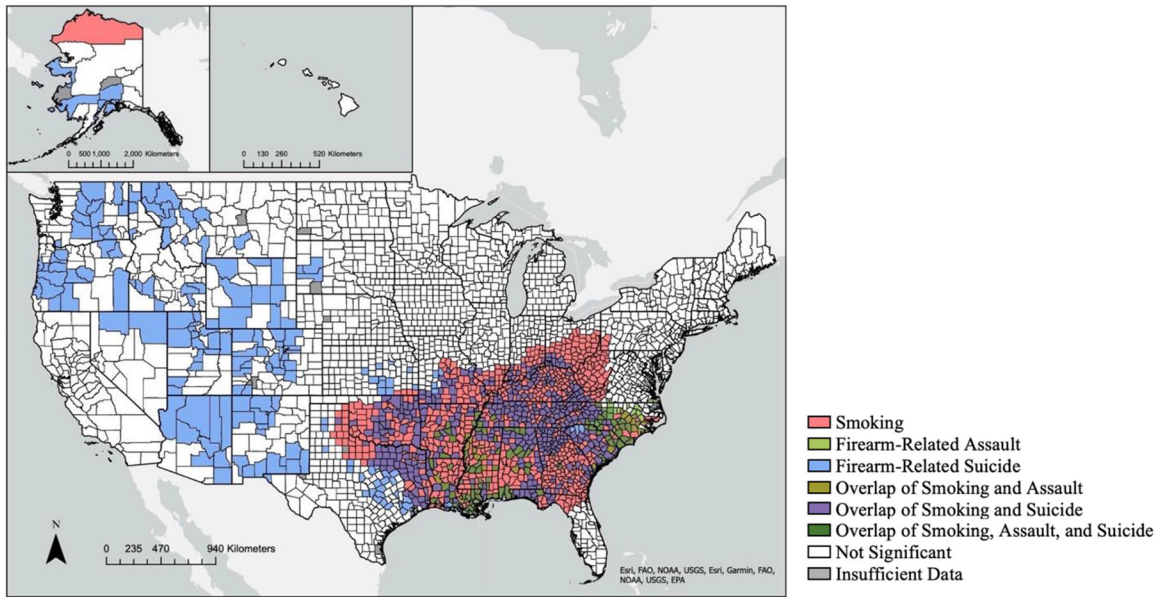 0 500 1,000 2,000 Kilometers
0 130 260 520 Kilometers
N
0 235 470 940 Kilometers
Esri, FAO, NOAA, USGS, Esri, Garmin, FAO,
NOAA, USGS, EPA
Smoking
Firearm-Related Assault
Firearm-Related Suicide
Overlap of Smoking and Assault
Overlap of Smoking and Suicide
Overlap of Smoking, Assault, and Suicide
Not Significant
Insufficient Data